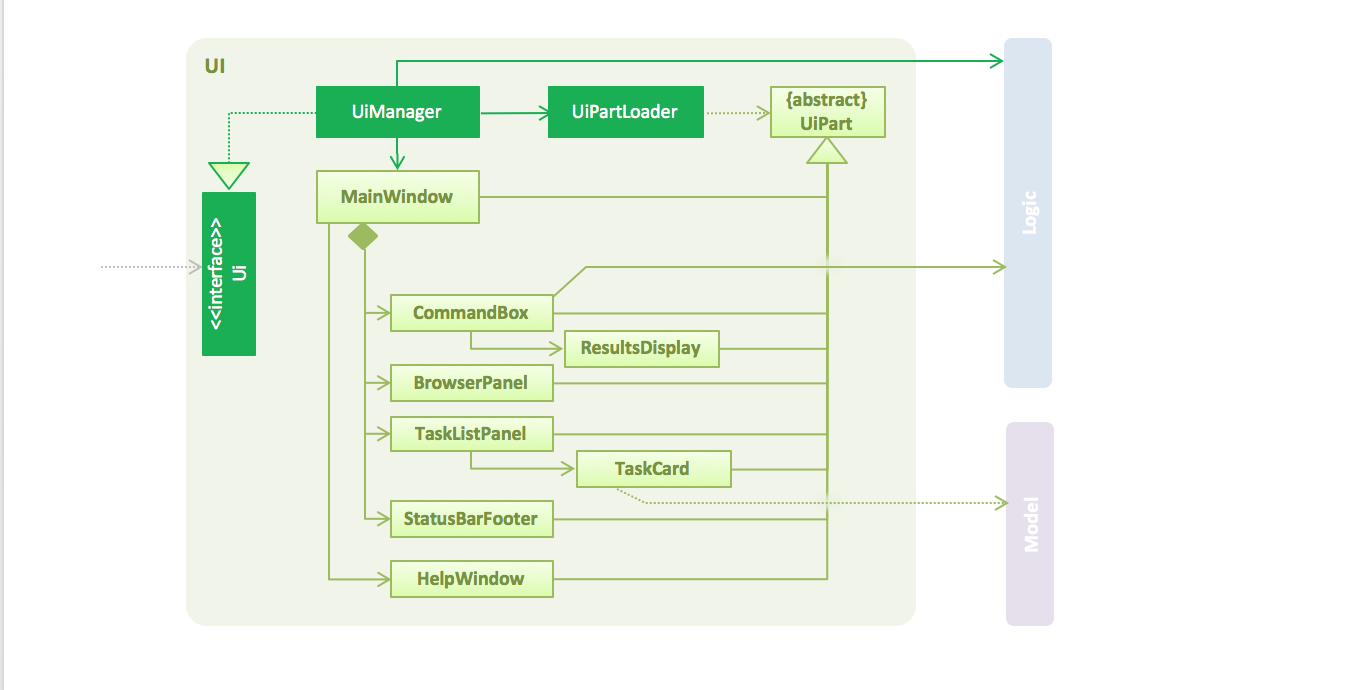 UI
UiManager
UiPartLoader
{abstract}
UiPart
MainWindow
<<interface>>
Ui
CommandBox
ResultsDisplay
BrowserPanel
TaskListPanel
TaskCard
StatusBarFooter
HelpWindow
Logic
Model